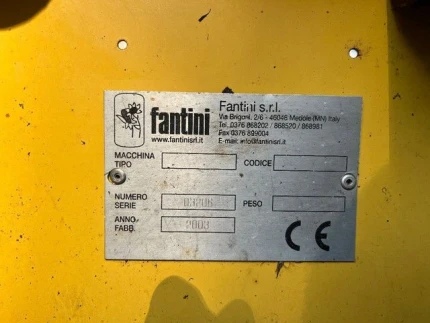 fantini
www.fantinisrl.it
Fantini s.r.l.
Via Brigoni, 2/6 - 46046 Medole (MN) Italy
Tel. 0376 868202 / 868520 / 868981
Fax 0376 899004
E-mail: info@fantinisrl.it
MACCHINA TIPO
CODICE
NUMERO SERIE
PESO
ANNO FABB. 2003
CE